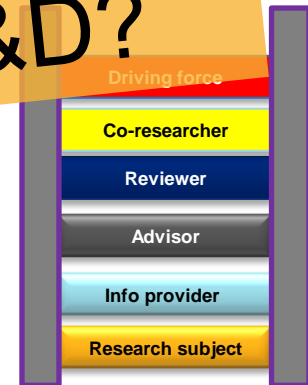 &D?
Driving force
Co-researcher
Reviewer
Advisor
Info provider
Research subject